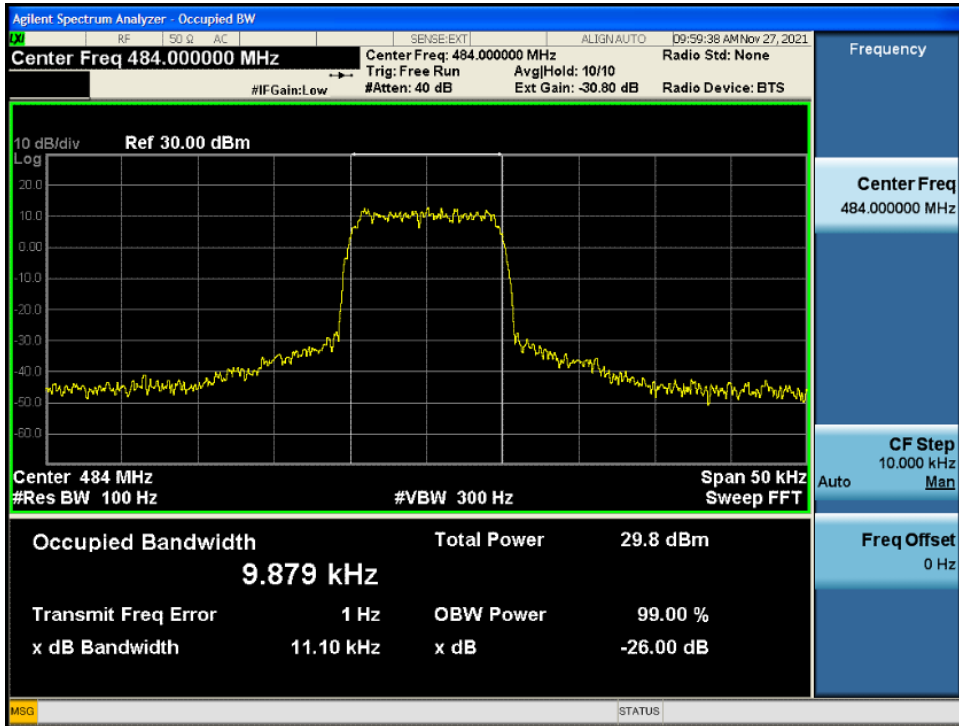 Agilent Spectrum Analyzer - Occupied BW
LXI RF 50 Ω AC SENSE:EXT ALIGN AUTO 09:59:38 AM Nov 27, 2021
Center Freq 484.000000 MHz
Center Freq: 484.000000 MHz Radio Std: None
Trig: Free Run Avg|Hold: 10/10
#IFGain:Low #Atten: 40 dB Ext Gain: -30.80 dB Radio Device: BTS
10 dB/div Ref 30.00 dBm
Log
20.0
10.0
0.00
-10.0
-20.0
-30.0
-40.0
-50.0
-60.0
Center 484 MHz Span 50 kHz
#Res BW 100 Hz #VBW 300 Hz Sweep FFT
Occupied Bandwidth Total Power 29.8 dBm
9.879 kHz
Transmit Freq Error 1 Hz OBW Power 99.00 %
x dB Bandwidth 11.10 kHz x dB -26.00 dB
MSG STATUS
Frequency
Center Freq
484.000000 MHz
CF Step
10.000 kHz
Auto Man
Freq Offset
0 Hz